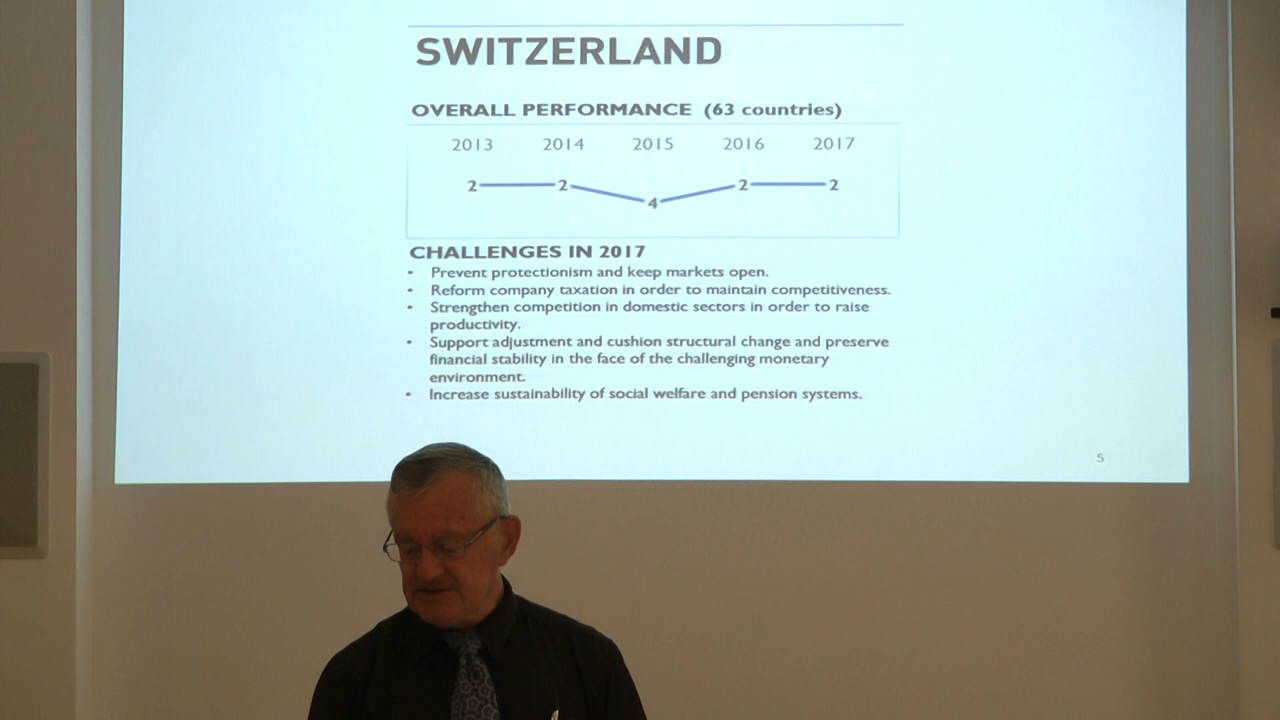 SWITZERLAND
OVERALL PERFORMANCE (63 countries)
2013 2014 2015 2016 2017
2 2 4 2 2
CHALLENGES IN 2017
• Prevent protectionism and keep markets open.
• Reform company taxation in order to maintain competitiveness.
• Strengthen competition in domestic sectors in order to raise
productivity.
• Support adjustment and cushion structural change and preserve
financial stability in the face of the challenging monetary
environment.
• Increase sustainability of social welfare and pension systems.
5